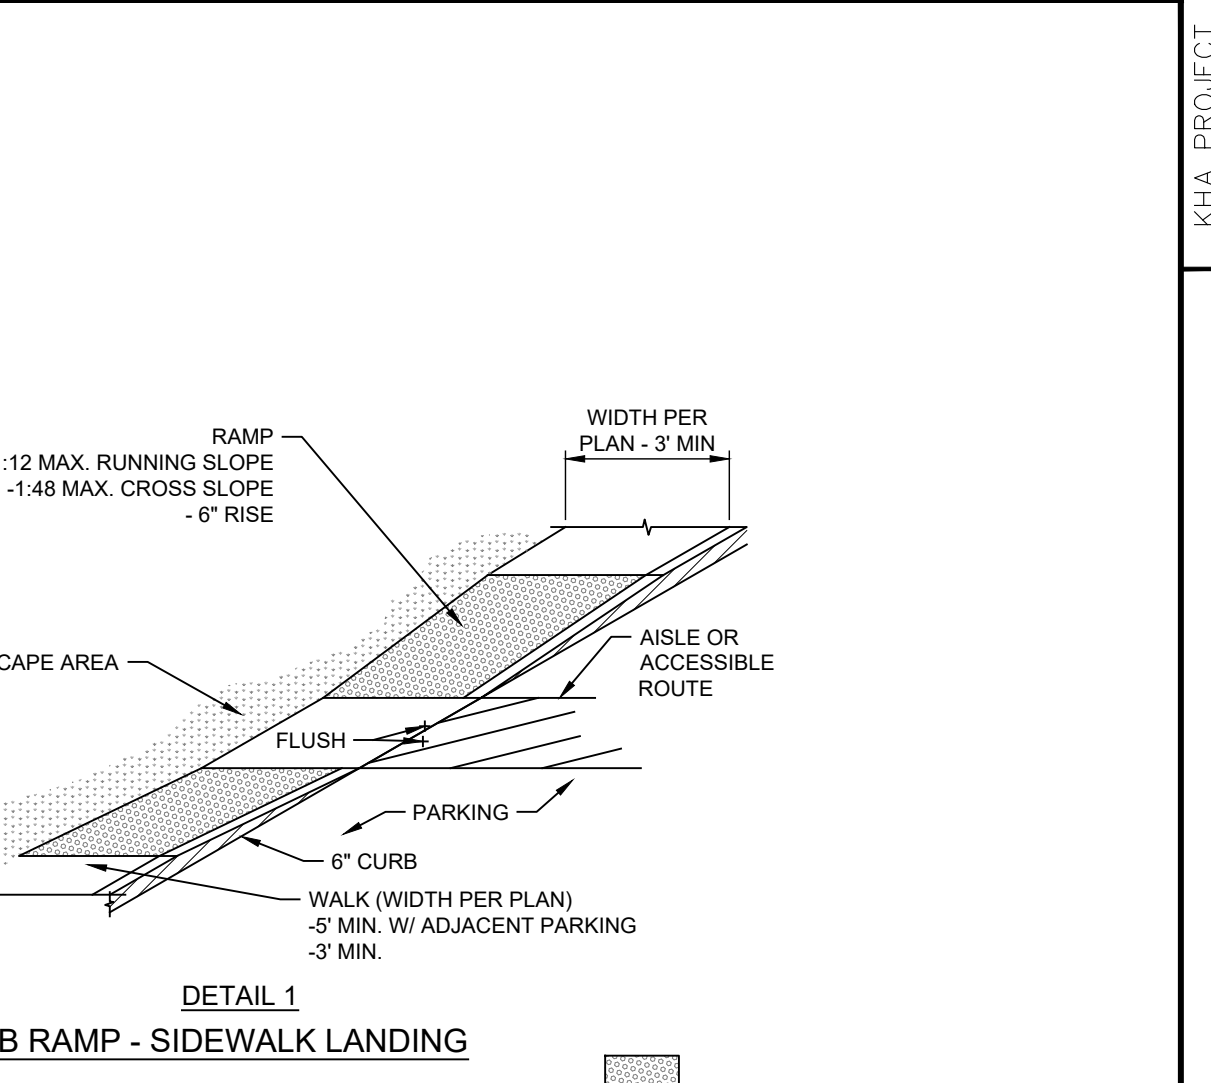 KHA PROJECT
WIDTH PER
PLAN - 3' MIN
RAMP
:12 MAX. RUNNING SLOPE
-1:48 MAX. CROSS SLOPE
- 6" RISE
AISLE OR
ACCESSIBLE
ROUTE
CAPE AREA
FLUSH
PARKING
6" CURB
WALK (WIDTH PER PLAN)
-5' MIN. W/ ADJACENT PARKING
-3' MIN.
DETAIL 1
B RAMP - SIDEWALK LANDING